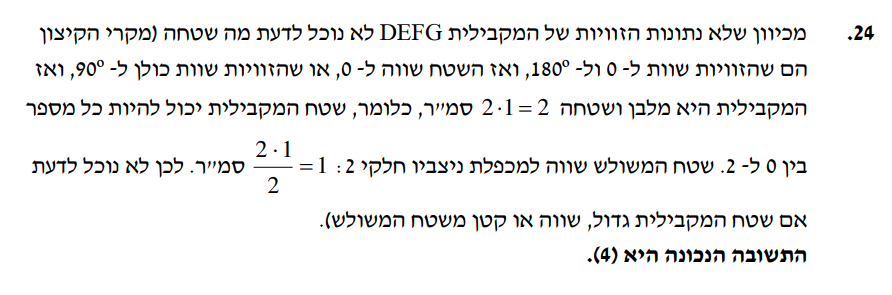 24. מכיוון שלא נתונות הזוויות של המקבילית DEFG לא נוכל לדעת מה שטחה (מקרי הקיצון
הם שהזוויות שוות ל- 0 ול- 180°, ואז השטח שווה ל- 0, או שהזוויות שוות כולן ל- 90°, ואז
המקבילית היא מלבן ושטחה 2·1=2 סמ״ר, כלומר, שטח המקבילית יכול להיות כל מספר
בין 0 ל- 2. שטח המשולש שווה למכפלת ניצביו חלקי 2: \frac{2·1}{2}=1 סמ״ר. לכן לא נוכל לדעת
אם שטח המקבילית גדול, שווה או קטן משטח המשולש).
התשובה הנכונה היא (4).